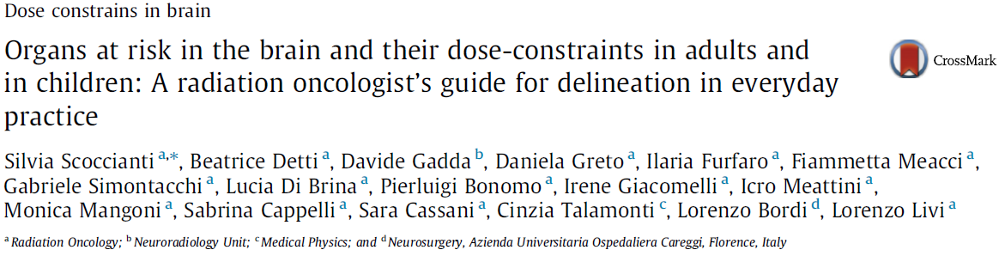 Dose constrains in brain
Organs at risk in the brain and their dose-constraints in adults and
in children: A radiation oncologist's guide for delineation in everyday
practice
CrossMark
Silvia Scoccianti a,*, Beatrice Detti a, Davide Gadda b, Daniela Greto a, Ilaria Furfaro a, Fiammetta Meacci a,
Gabriele Simontacchi a, Lucia Di Brina a, Pierluigi Bonomo a, Irene Giacomelli a, Icro Meattini a,
Monica Mangoni a, Sabrina Cappelli a, Sara Cassani a, Cinzia Talamonti c, Lorenzo Bordi d, Lorenzo Livi a
a Radiation Oncology; b Neuroradiology Unit; c Medical Physics; and d Neurosurgery, Azienda Universitaria Ospedaliera Careggi, Florence, Italy